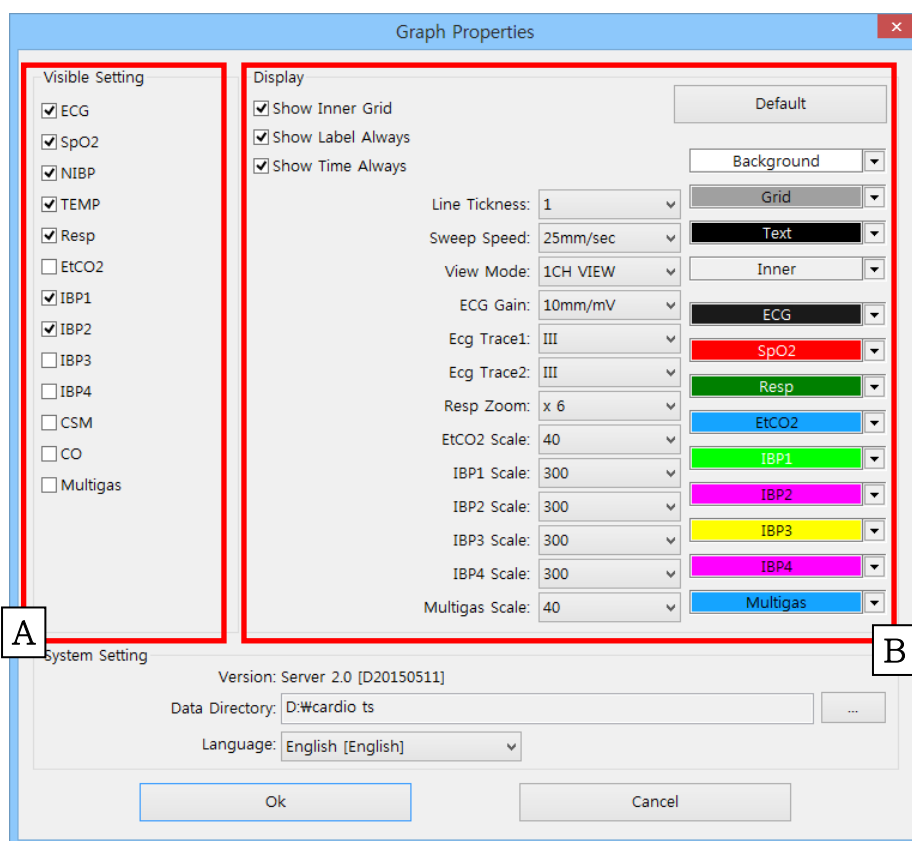 Graph Properties
Visible Setting
ECG
SpO2
NIBP
TEMP
Resp
EtCO2
IBP1
IBP2
IBP3
IBP4
CSM
CO
Multigas
A
Display
Show Inner Grid
Show Label Always
Show Time Always
Line Tickness: 1
Sweep Speed: 25mm/sec
View Mode: 1CH VIEW
ECG Gain: 10mm/mV
Ecg Trace1: III
Ecg Trace2: III
Resp Zoom: x 6
EtCO2 Scale: 40
IBP1 Scale: 300
IBP2 Scale: 300
IBP3 Scale: 300
IBP4 Scale: 300
Multigas Scale: 40
Default
Background
Grid
Text
Inner
ECG
SpO2
Resp
EtCO2
IBP1
IBP2
IBP3
IBP4
Multigas
B
System Setting
Version: Server 2.0 [D20150511]
Data Directory: D:₩cardio ts
...
Language: English [English]
Ok
Cancel